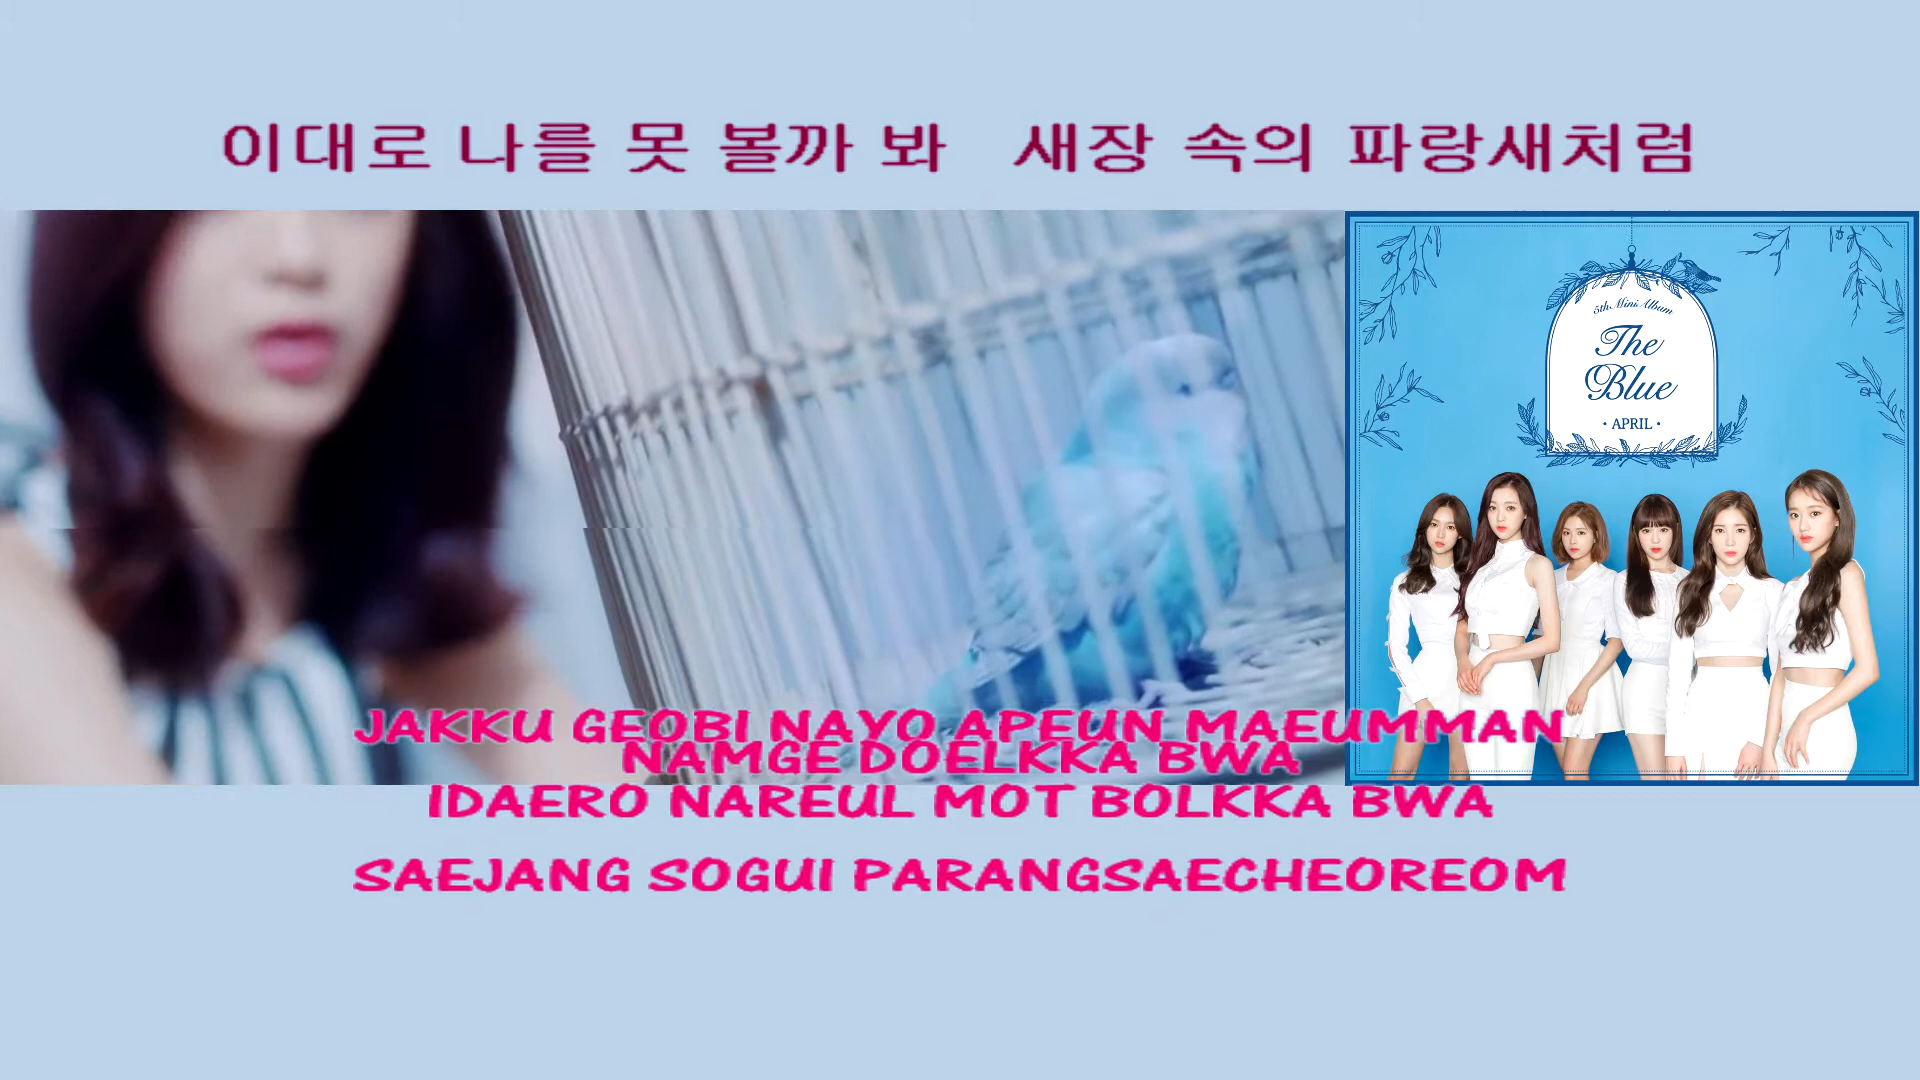 이대로 나를 못 볼까 봐 새장 속의 파랑새처럼
5th Mini Album
The
Blue
· APRIL ·
JAKKU GEOBI NAYO APEUN MAEUMMAN
NAMGE DOELKKA BWA
IDAERO NAREUL MOT BOLKKA BWA
SAEJANG SOGUI PARANGSAECHEOREOM